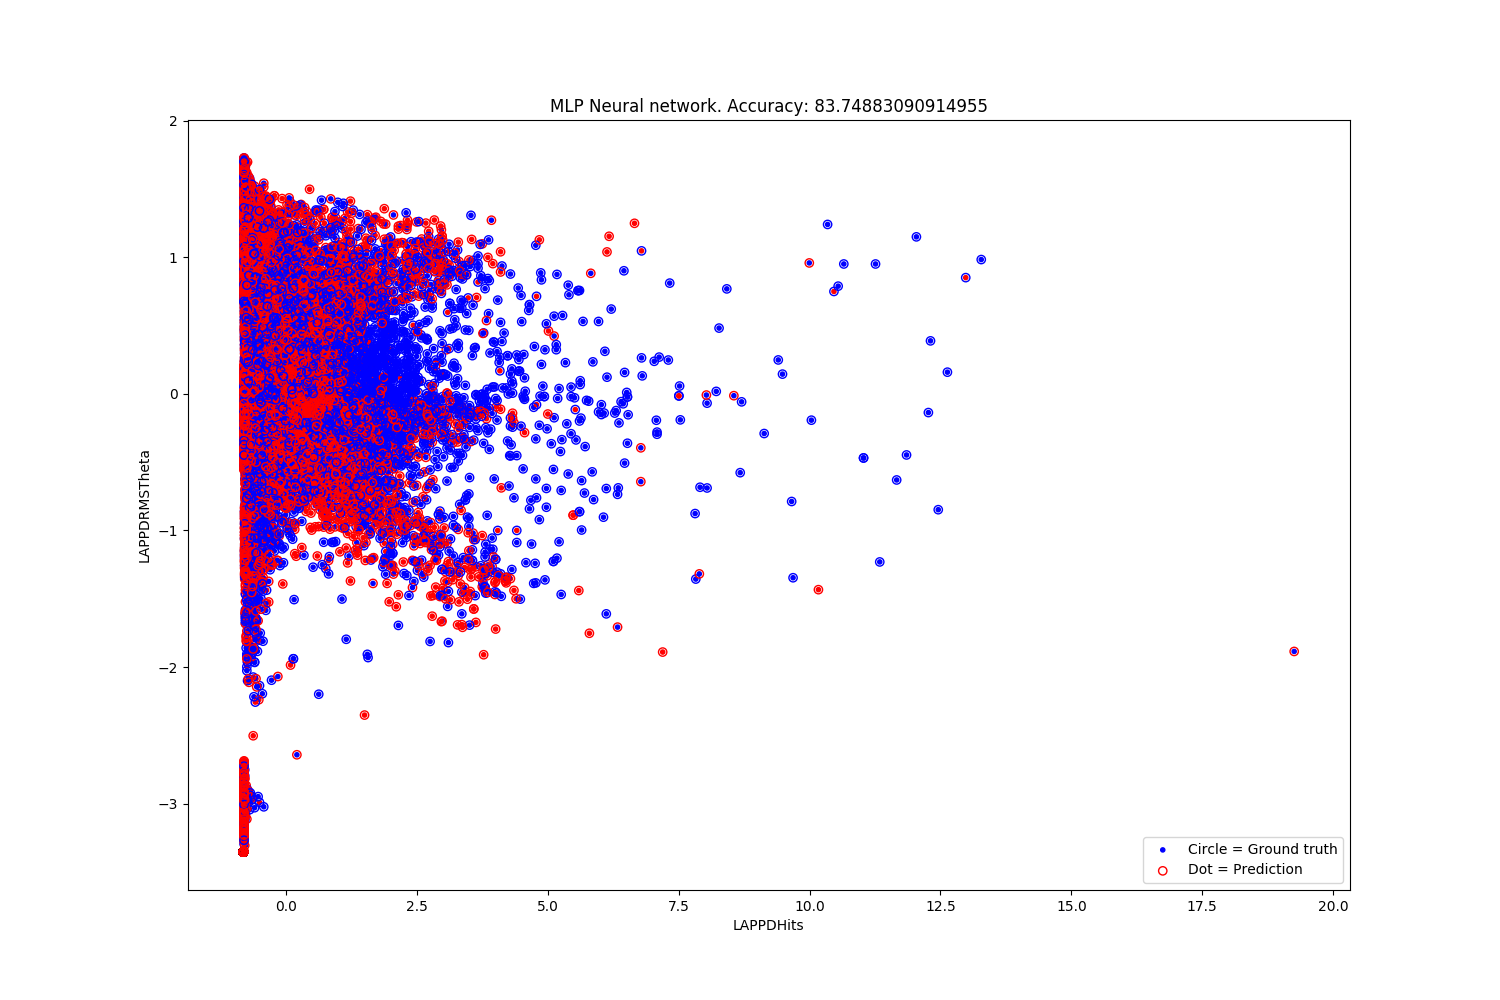 MLP Neural network. Accuracy: 83.74883090914955
2
1
0
−1
−2
−3
LAPPDRMSTheta
0.0 2.5 5.0 7.5 10.0 12.5 15.0 17.5 20.0
LAPPDHits
Circle = Ground truth
Dot = Prediction